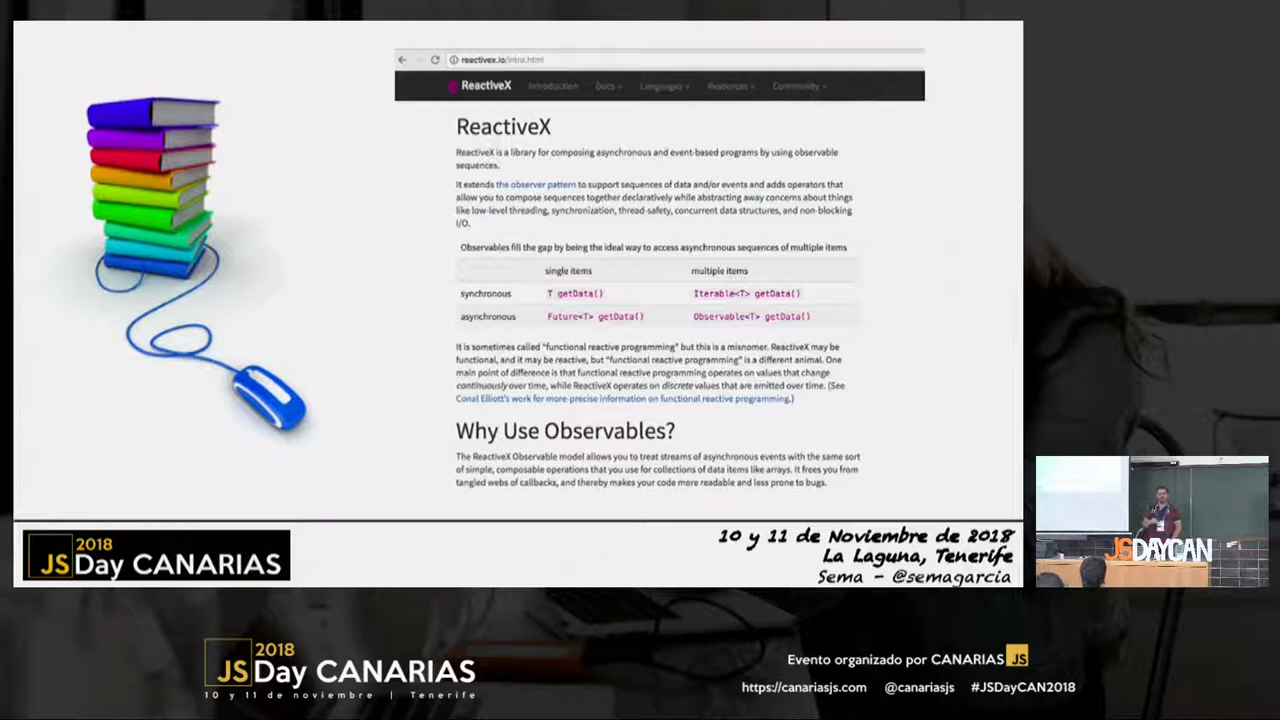 reactivex.io/intro.html
ReactiveX Introduction Docs Languages Resources Community
ReactiveX
ReactiveX is a library for composing asynchronous and event-based programs by using observable
sequences.
It extends the observer pattern to support sequences of data and/or events and adds operators that
allow you to compose sequences together declaratively while abstracting away concerns about things
like low-level threading, synchronization, thread-safety, concurrent data structures, and non-blocking
I/O.
Observables fill the gap by being the ideal way to access asynchronous sequences of multiple items
single items multiple items
synchronous T getData() Iterable<T> getData()
asynchronous Future<T> getData() Observable<T> getData()
It is sometimes called "functional reactive programming" but this is a misnomer. ReactiveX may be
functional, and it may be reactive, but "functional reactive programming" is a different animal. One
main point of difference is that functional reactive programming operates on values that change
continuously over time, while ReactiveX operates on discrete values that are emitted over time. (See
Conal Elliott's work for more-precise information on functional reactive programming.)
Why Use Observables?
The ReactiveX Observable model allows you to treat streams of asynchronous events with the same sort
of simple, composable operations that you use for collections of data items like arrays. It frees you from
tangled webs of callbacks, and thereby makes your code more readable and less prone to bugs.
2018
JS Day CANARIAS
10 y 11 de Noviembre de 2018
La Laguna, Tenerife
Sema - @semagarcia
JSDAYCAN
2018
JS Day CANARIAS
10 y 11 de noviembre | Tenerife
Evento organizado por CANARIAS JS
https://canariasjs.com @canariasjs #JSDayCAN2018